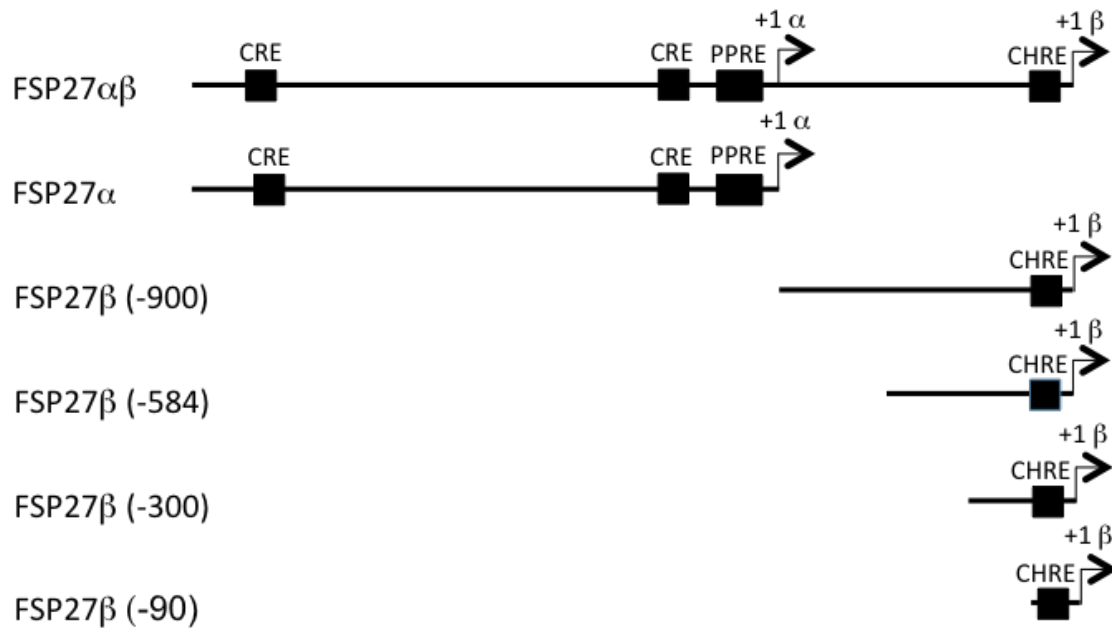 +1 α +1 β
CRE CRE PPRE CHRE
FSP27αβ
+1 α
CRE CRE PPRE
FSP27α
+1 β
CHRE
FSP27β (-900)
+1 β
CHRE
FSP27β (-584)
+1 β
CHRE
FSP27β (-300)
+1 β
CHRE
FSP27β (-90)